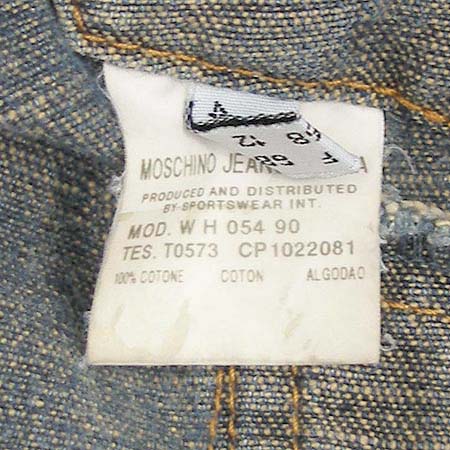 MOSCHINO JEANS
PRODUCED AND DISTRIBUTED
BY SPORTSWEAR INT.
MOD. W H 054 90
TES. T0573 CP1022081
100% COTONE COTON ALGODAO